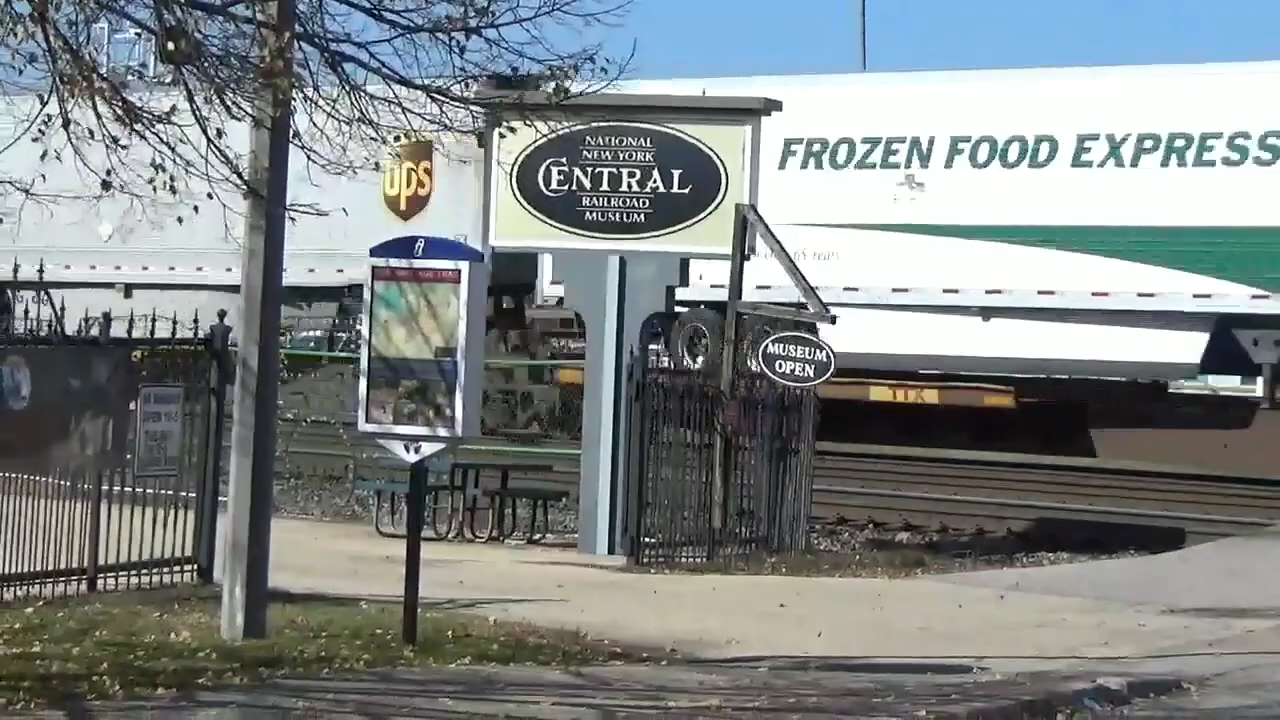 ups
NATIONAL
NEW YORK
CENTRAL
RAILROAD
MUSEUM
FROZEN FOOD EXPRESS
MUSEUM
OPEN
TTX